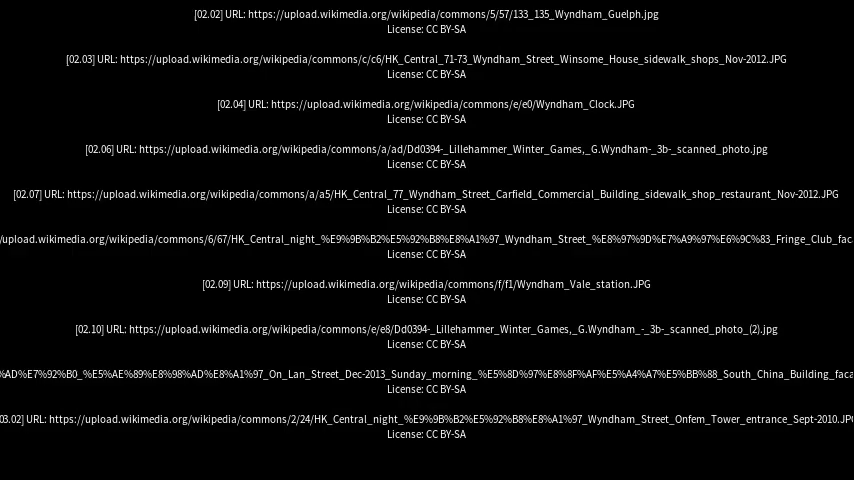 [02.02] URL: https://upload.wikimedia.org/wikipedia/commons/5/57/133_135_Wyndham_Guelph.jpg
License: CC BY-SA
[02.03] URL: https://upload.wikimedia.org/wikipedia/commons/c/c6/HK_Central_71-73_Wyndham_Street_Winsome_House_sidewalk_shops_Nov-2012.JPG
License: CC BY-SA
[02.04] URL: https://upload.wikimedia.org/wikipedia/commons/e/e0/Wyndham_Clock.JPG
License: CC BY-SA
[02.06] URL: https://upload.wikimedia.org/wikipedia/commons/a/ad/Dd0394-_Lillehammer_Winter_Games,_G.Wyndham-_3b-_scanned_photo.jpg
License: CC BY-SA
[02.07] URL: https://upload.wikimedia.org/wikipedia/commons/a/a5/HK_Central_77_Wyndham_Street_Carfield_Commercial_Building_sidewalk_shop_restaurant_Nov-2012.JPG
License: CC BY-SA
/upload.wikimedia.org/wikipedia/commons/6/67/HK_Central_night_%E9%9B%B2%E5%92%B8%E8%A1%97_Wyndham_Street_%E8%97%9D%E7%A9%97%E6%9C%83_Fringe_Club_fac
License: CC BY-SA
[02.09] URL: https://upload.wikimedia.org/wikipedia/commons/f/f1/Wyndham_Vale_station.JPG
License: CC BY-SA
[02.10] URL: https://upload.wikimedia.org/wikipedia/commons/e/e8/Dd0394-_Lillehammer_Winter_Games,_G.Wyndham_-_3b-_scanned_photo_(2).jpg
License: CC BY-SA
%AD%E7%92%B0_%E5%AE%89%E8%98%AD%E8%A1%97_On_Lan_Street_Dec-2013_Sunday_morning_%E5%8D%97%E8%8F%AF%E5%A4%A7%E5%BB%88_South_China_Building_faca
License: CC BY-SA
03.02] URL: https://upload.wikimedia.org/wikipedia/commons/2/24/HK_Central_night_%E9%9B%B2%E5%92%B8%E8%A1%97_Wyndham_Street_Onfem_Tower_entrance_Sept-2010.JP
License: CC BY-SA